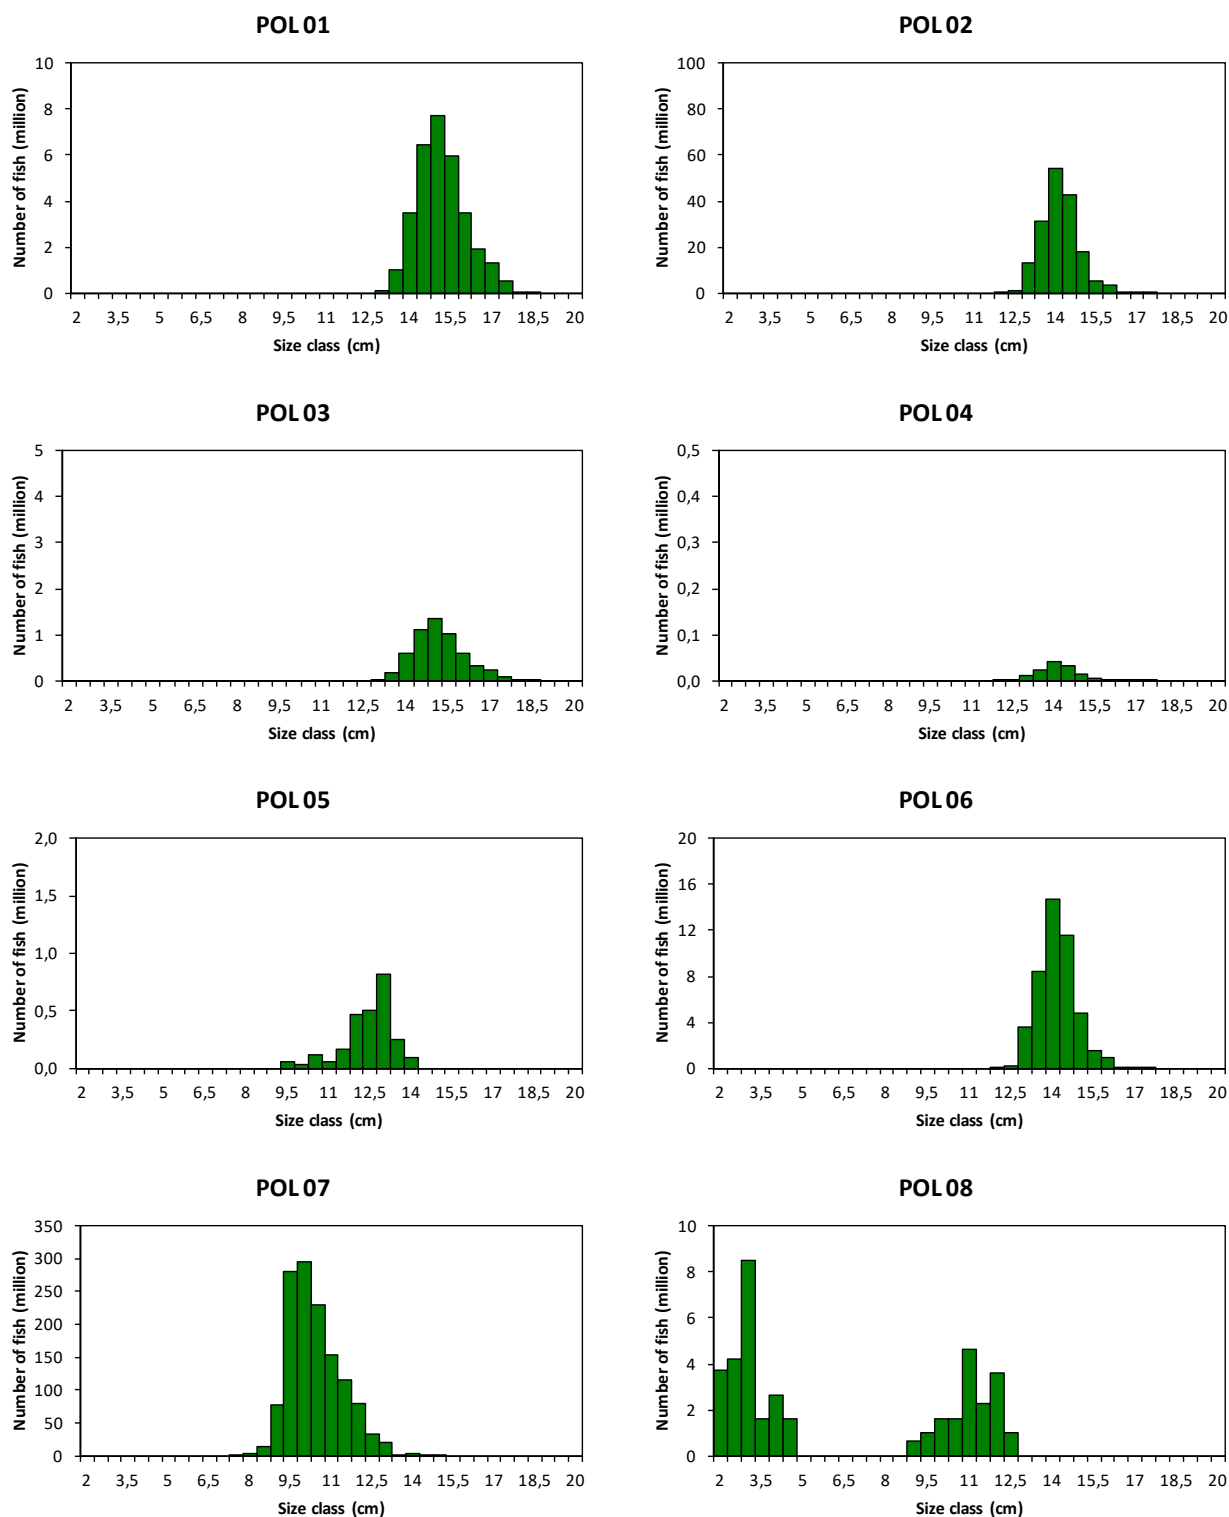 POL 01
Number of fish (million)
10
8
6
4
2
0
2 3,5 5 6,5 8 9,5 11 12,5 14 15,5 17 18,5 20
Size class (cm)
POL 02
Number of fish (million)
100
80
60
40
20
0
2 3,5 5 6,5 8 9,5 11 12,5 14 15,5 17 18,5 20
Size class (cm)
POL 03
Number of fish (million)
5
4
3
2
1
0
2 3,5 5 6,5 8 9,5 11 12,5 14 15,5 17 18,5 20
Size class (cm)
POL 04
Number of fish (million)
0,5
0,4
0,3
0,2
0,1
0,0
2 3,5 5 6,5 8 9,5 11 12,5 14 15,5 17 18,5 20
Size class (cm)
POL 05
Number of fish (million)
2,0
1,5
1,0
0,5
0,0
2 3,5 5 6,5 8 9,5 11 12,5 14 15,5 17 18,5 20
Size class (cm)
POL 06
Number of fish (million)
20
16
12
8
4
0
2 3,5 5 6,5 8 9,5 11 12,5 14 15,5 17 18,5 20
Size class (cm)
POL 07
Number of fish (million)
350
300
250
200
150
100
50
0
2 3,5 5 6,5 8 9,5 11 12,5 14 15,5 17 18,5 20
Size class (cm)
POL 08
Number of fish (million)
10
8
6
4
2
0
2 3,5 5 6,5 8 9,5 11 12,5 14 15,5 17 18,5 20
Size class (cm)